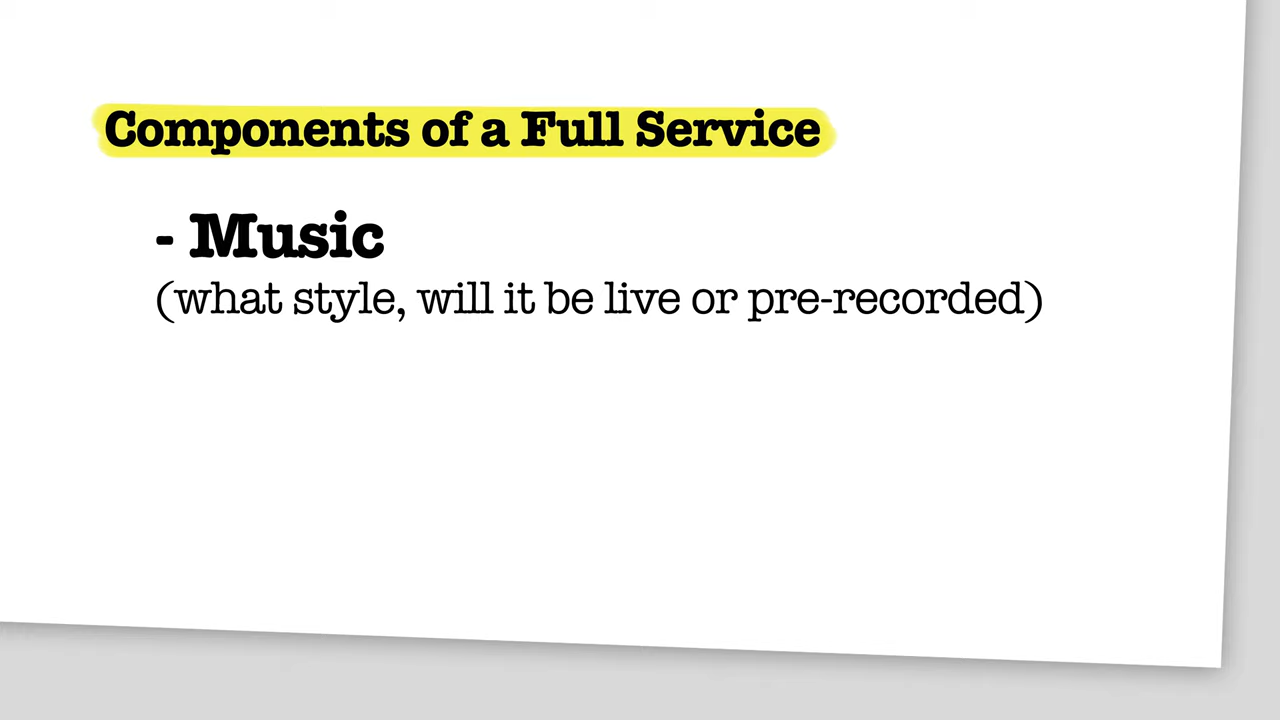 Components of a Full Service
- Music
(what style, will it be live or pre-recorded)